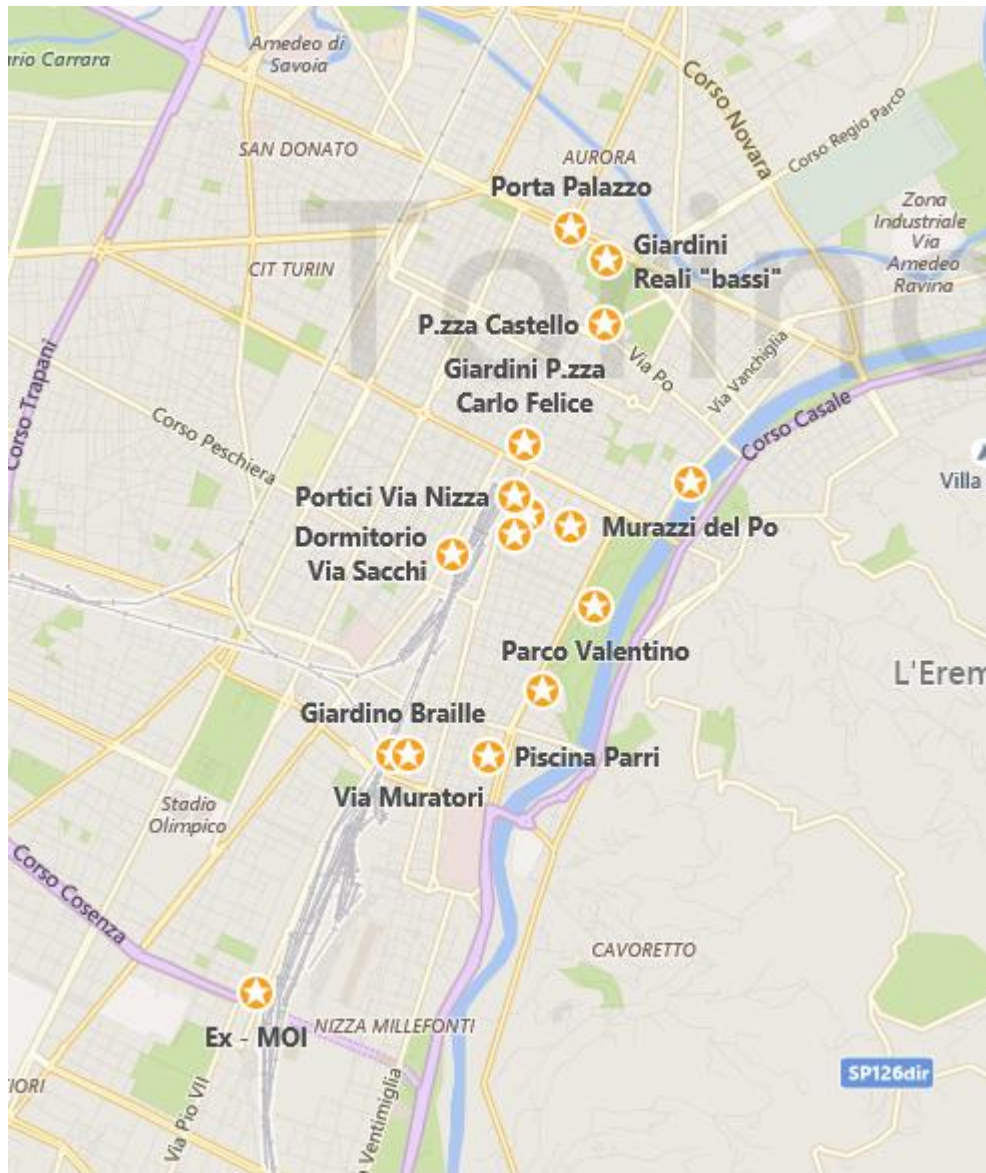 rio Carrara
Amedeo di
Savoia
Corso Novara
Corso Regio Parco
SAN DONATO
AURORA
Porta Palazzo
Zona
Industriale
Via
Amedeo
Ravina
Torino
Giardini
Reali "bassi"
CIT TURIN
P.zza Castello
Via Po
Via Vanchiglia
Giardini P.zza
Carlo Felice
Corso Trapani
Corso Peschiera
Corso Casale
Villa
Portici Via Nizza
Murazzi del Po
Dormitorio
Via Sacchi
Parco Valentino
L'Erem
Giardino Braille
Piscina Parri
Via Muratori
Stadio
Olimpico
Corso Cosenza
CAVORETTO
Ex - MOI
NIZZA MILLEFONTI
SP126dir
IORI
Via Pio VII
Ventimiglia